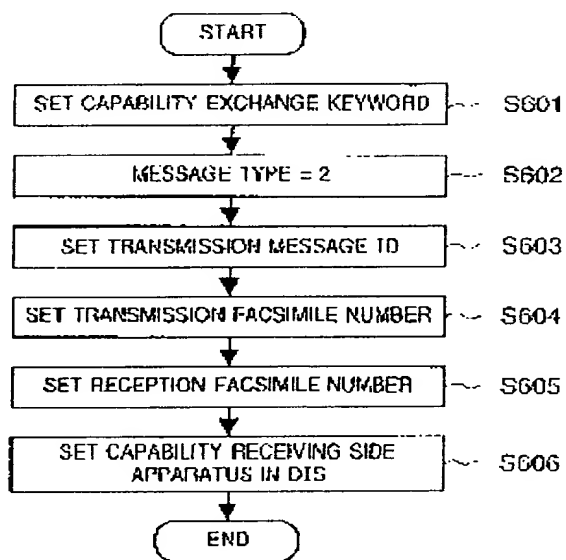 START
SET CAPABILITY EXCHANGE KEYWORD S601
MESSAGE TYPE = 2 S602
SET TRANSMISSION MESSAGE ID S603
SET TRANSMISSION FACSIMILE NUMBER S604
SET RECEPTION FACSIMILE NUMBER S605
SET CAPABILITY RECEIVING SIDE
APPARATUS IN DIS S606
END